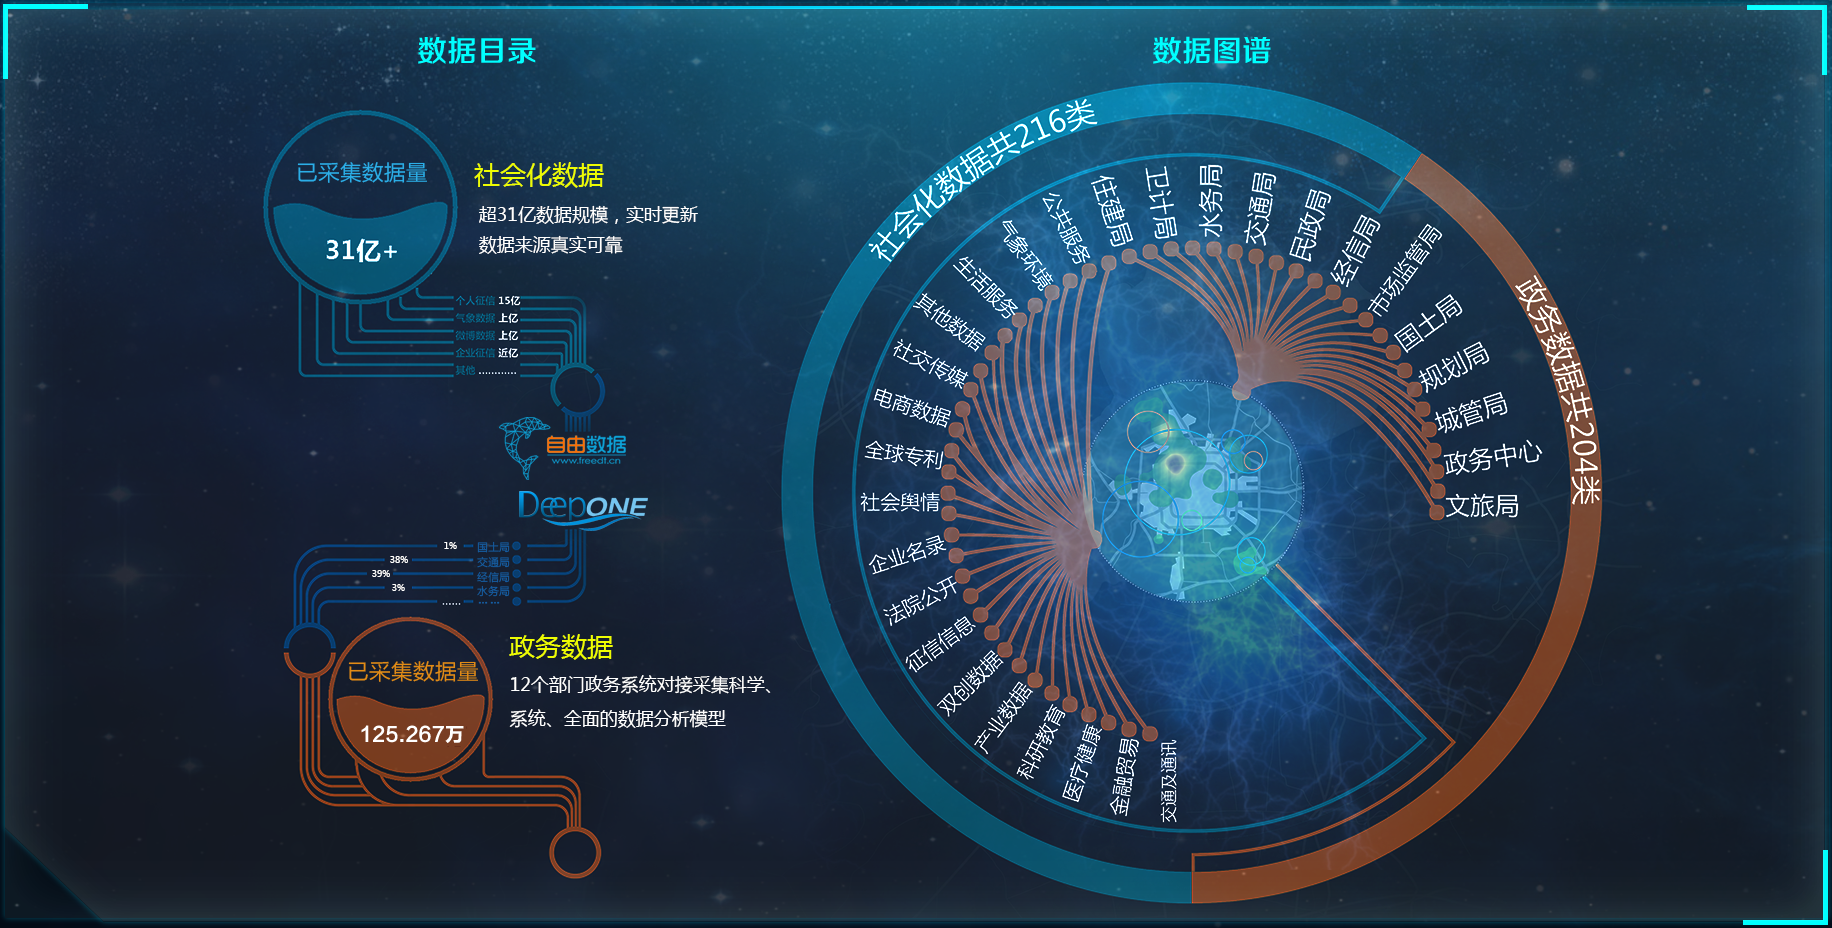 数据目录
已采集数据量
31亿+
社会化数据
超31亿数据规模，实时更新
数据来源真实可靠
个人征信 15亿
气象数据 上亿
微博数据 上亿
企业征信 近亿
其他 ............
自由数据
www.freedt.cn
DeepONE
1% 国土局
38% 交通局
39% 经信局
3% 水务局
...... ... ...
已采集数据量
125.267万
政务数据
12个部门政务系统对接采集科学、
系统、全面的数据分析模型
数据图谱
社会化数据共216类
政务数据共204类
住建局
卫计局
水务局
交通局
民政局
经信局
市场监管局
国土局
规划局
城管局
政务中心
文旅局
公共服务
气象环境
生活服务
其他数据
社交传媒
电商数据
全球专利
社会舆情
企业名录
法院公开
征信信息
双创数据
产业数据
科研教育
医疗健康
金融贸易
交通及通讯